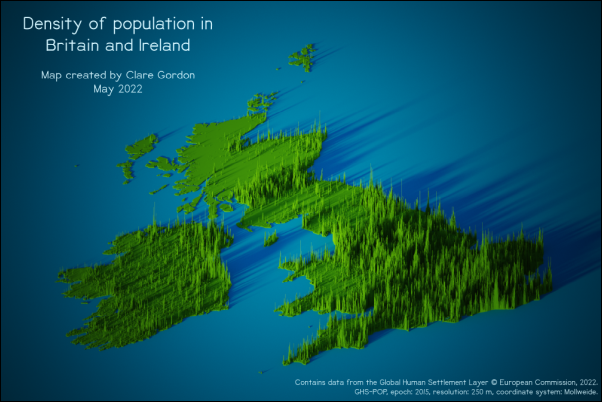 Density of population in
Britain and Ireland
Map created by Clare Gordon
May 2022
Contains data from the Global Human Settlement Layer © European Commission, 2022.
GHS-POP, epoch: 2015, resolution: 250 m, coordinate system: Mollweide.